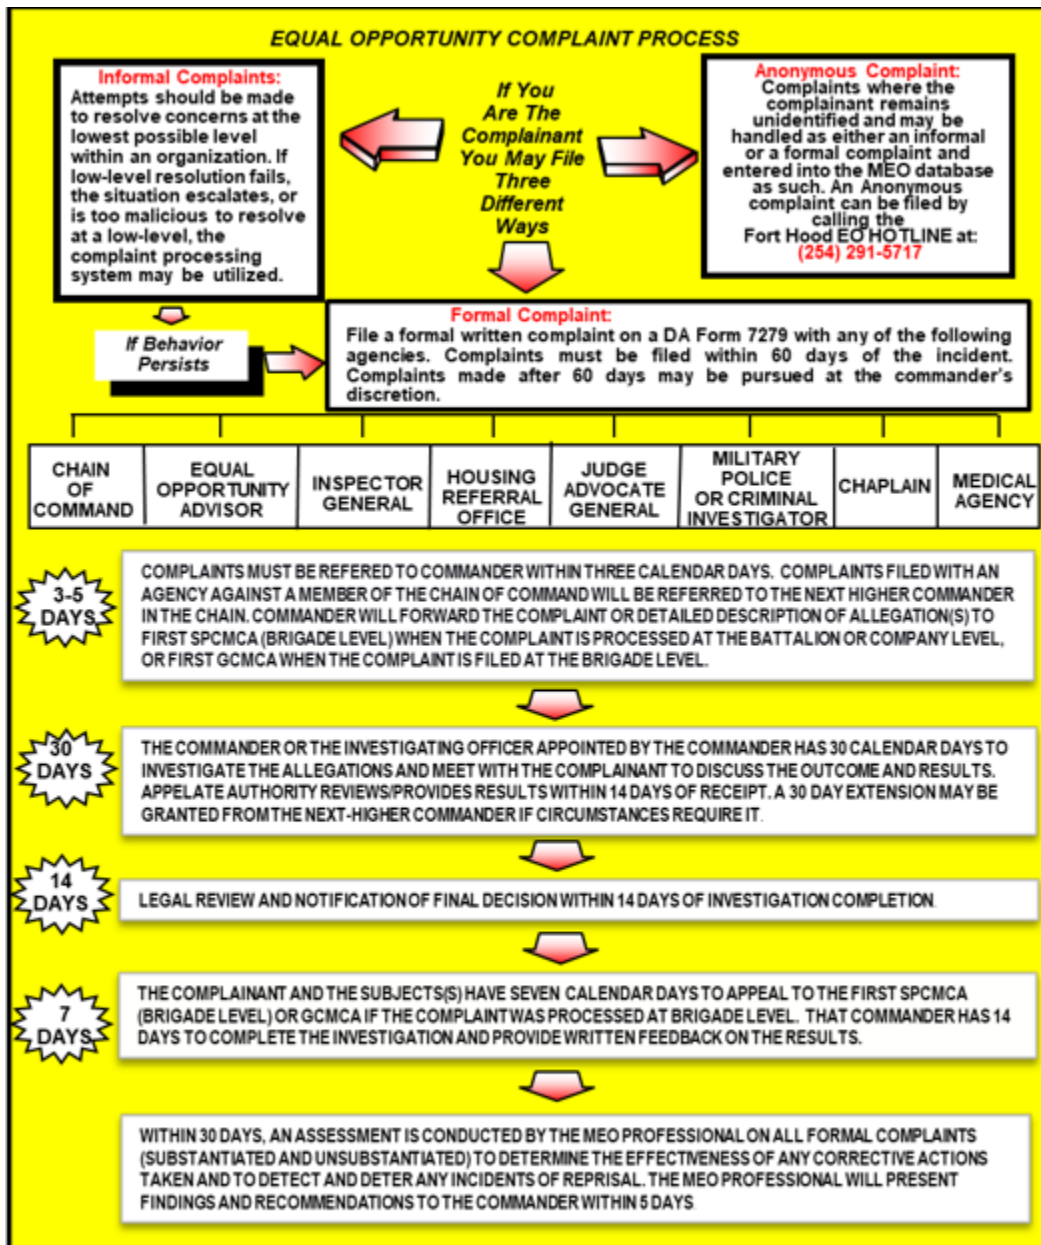 EQUAL OPPORTUNITY COMPLAINT PROCESS
Informal Complaints:
Attempts should be made
to resolve concerns at the
lowest possible level
within an organization. If
low-level resolution fails,
the situation escalates, or
is too malicious to resolve
at a low-level, the
complaint processing
system may be utilized.
If You
Are The
Complainant
You May File
Three
Different
Ways
Anonymous Complaint:
Complaints where the
complainant remains
unidentified and may be
handled as either an informal
or a formal complaint and
entered into the MEO database
as such. An Anonymous
complaint can be filed by
calling the
Fort Hood EO HOTLINE at:
(254) 291-5717
If Behavior
Persists
Formal Complaint:
File a formal written complaint on a DA Form 7279 with any of the following
agencies. Complaints must be filed within 60 days of the incident.
Complaints made after 60 days may be pursued at the commander's
discretion.
CHAIN
OF
COMMAND
EQUAL
OPPORTUNITY
ADVISOR
INSPECTOR
GENERAL
HOUSING
REFERRAL
OFFICE
JUDGE
ADVOCATE
GENERAL
MILITARY
POLICE
OR CRIMINAL
INVESTIGATOR
CHAPLAIN
MEDICAL
AGENCY
3-5
DAYS
COMPLAINTS MUST BE REFERED TO COMMANDER WITHIN THREE CALENDAR DAYS. COMPLAINTS FILED WITH AN
AGENCY AGAINST A MEMBER OF THE CHAIN OF COMMAND WILL BE REFERRED TO THE NEXT HIGHER COMMANDER
IN THE CHAIN. COMMANDER WILL FORWARD THE COMPLAINT OR DETAILED DESCRIPTION OF ALLEGATION(S) TO
FIRST SPCMCA (BRIGADE LEVEL) WHEN THE COMPLAINT IS PROCESSED AT THE BATTALION OR COMPANY LEVEL,
OR FIRST GCMCA WHEN THE COMPLAINT IS FILED AT THE BRIGADE LEVEL.
30
DAYS
THE COMMANDER OR THE INVESTIGATING OFFICER APPOINTED BY THE COMMANDER HAS 30 CALENDAR DAYS TO
INVESTIGATE THE ALLEGATIONS AND MEET WITH THE COMPLAINANT TO DISCUSS THE OUTCOME AND RESULTS.
APPELATE AUTHORITY REVIEWS/PROVIDES RESULTS WITHIN 14 DAYS OF RECEIPT. A 30 DAY EXTENSION MAY BE
GRANTED FROM THE NEXT-HIGHER COMMANDER IF CIRCUMSTANCES REQUIRE IT.
14
DAYS
LEGAL REVIEW AND NOTIFICATION OF FINAL DECISION WITHIN 14 DAYS OF INVESTIGATION COMPLETION.
7
DAYS
THE COMPLAINANT AND THE SUBJECTS(S) HAVE SEVEN CALENDAR DAYS TO APPEAL TO THE FIRST SPCMCA
(BRIGADE LEVEL) OR GCMCA IF THE COMPLAINT WAS PROCESSED AT BRIGADE LEVEL. THAT COMMANDER HAS 14
DAYS TO COMPLETE THE INVESTIGATION AND PROVIDE WRITTEN FEEDBACK ON THE RESULTS.
WITHIN 30 DAYS, AN ASSESSMENT IS CONDUCTED BY THE MEO PROFESSIONAL ON ALL FORMAL COMPLAINTS
(SUBSTANTIATED AND UNSUBSTANTIATED) TO DETERMINE THE EFFECTIVENESS OF ANY CORRECTIVE ACTIONS
TAKEN AND TO DETECT AND DETER ANY INCIDENTS OF REPRISAL. THE MEO PROFESSIONAL WILL PRESENT
FINDINGS AND RECOMMENDATIONS TO THE COMMANDER WITHIN 5 DAYS.